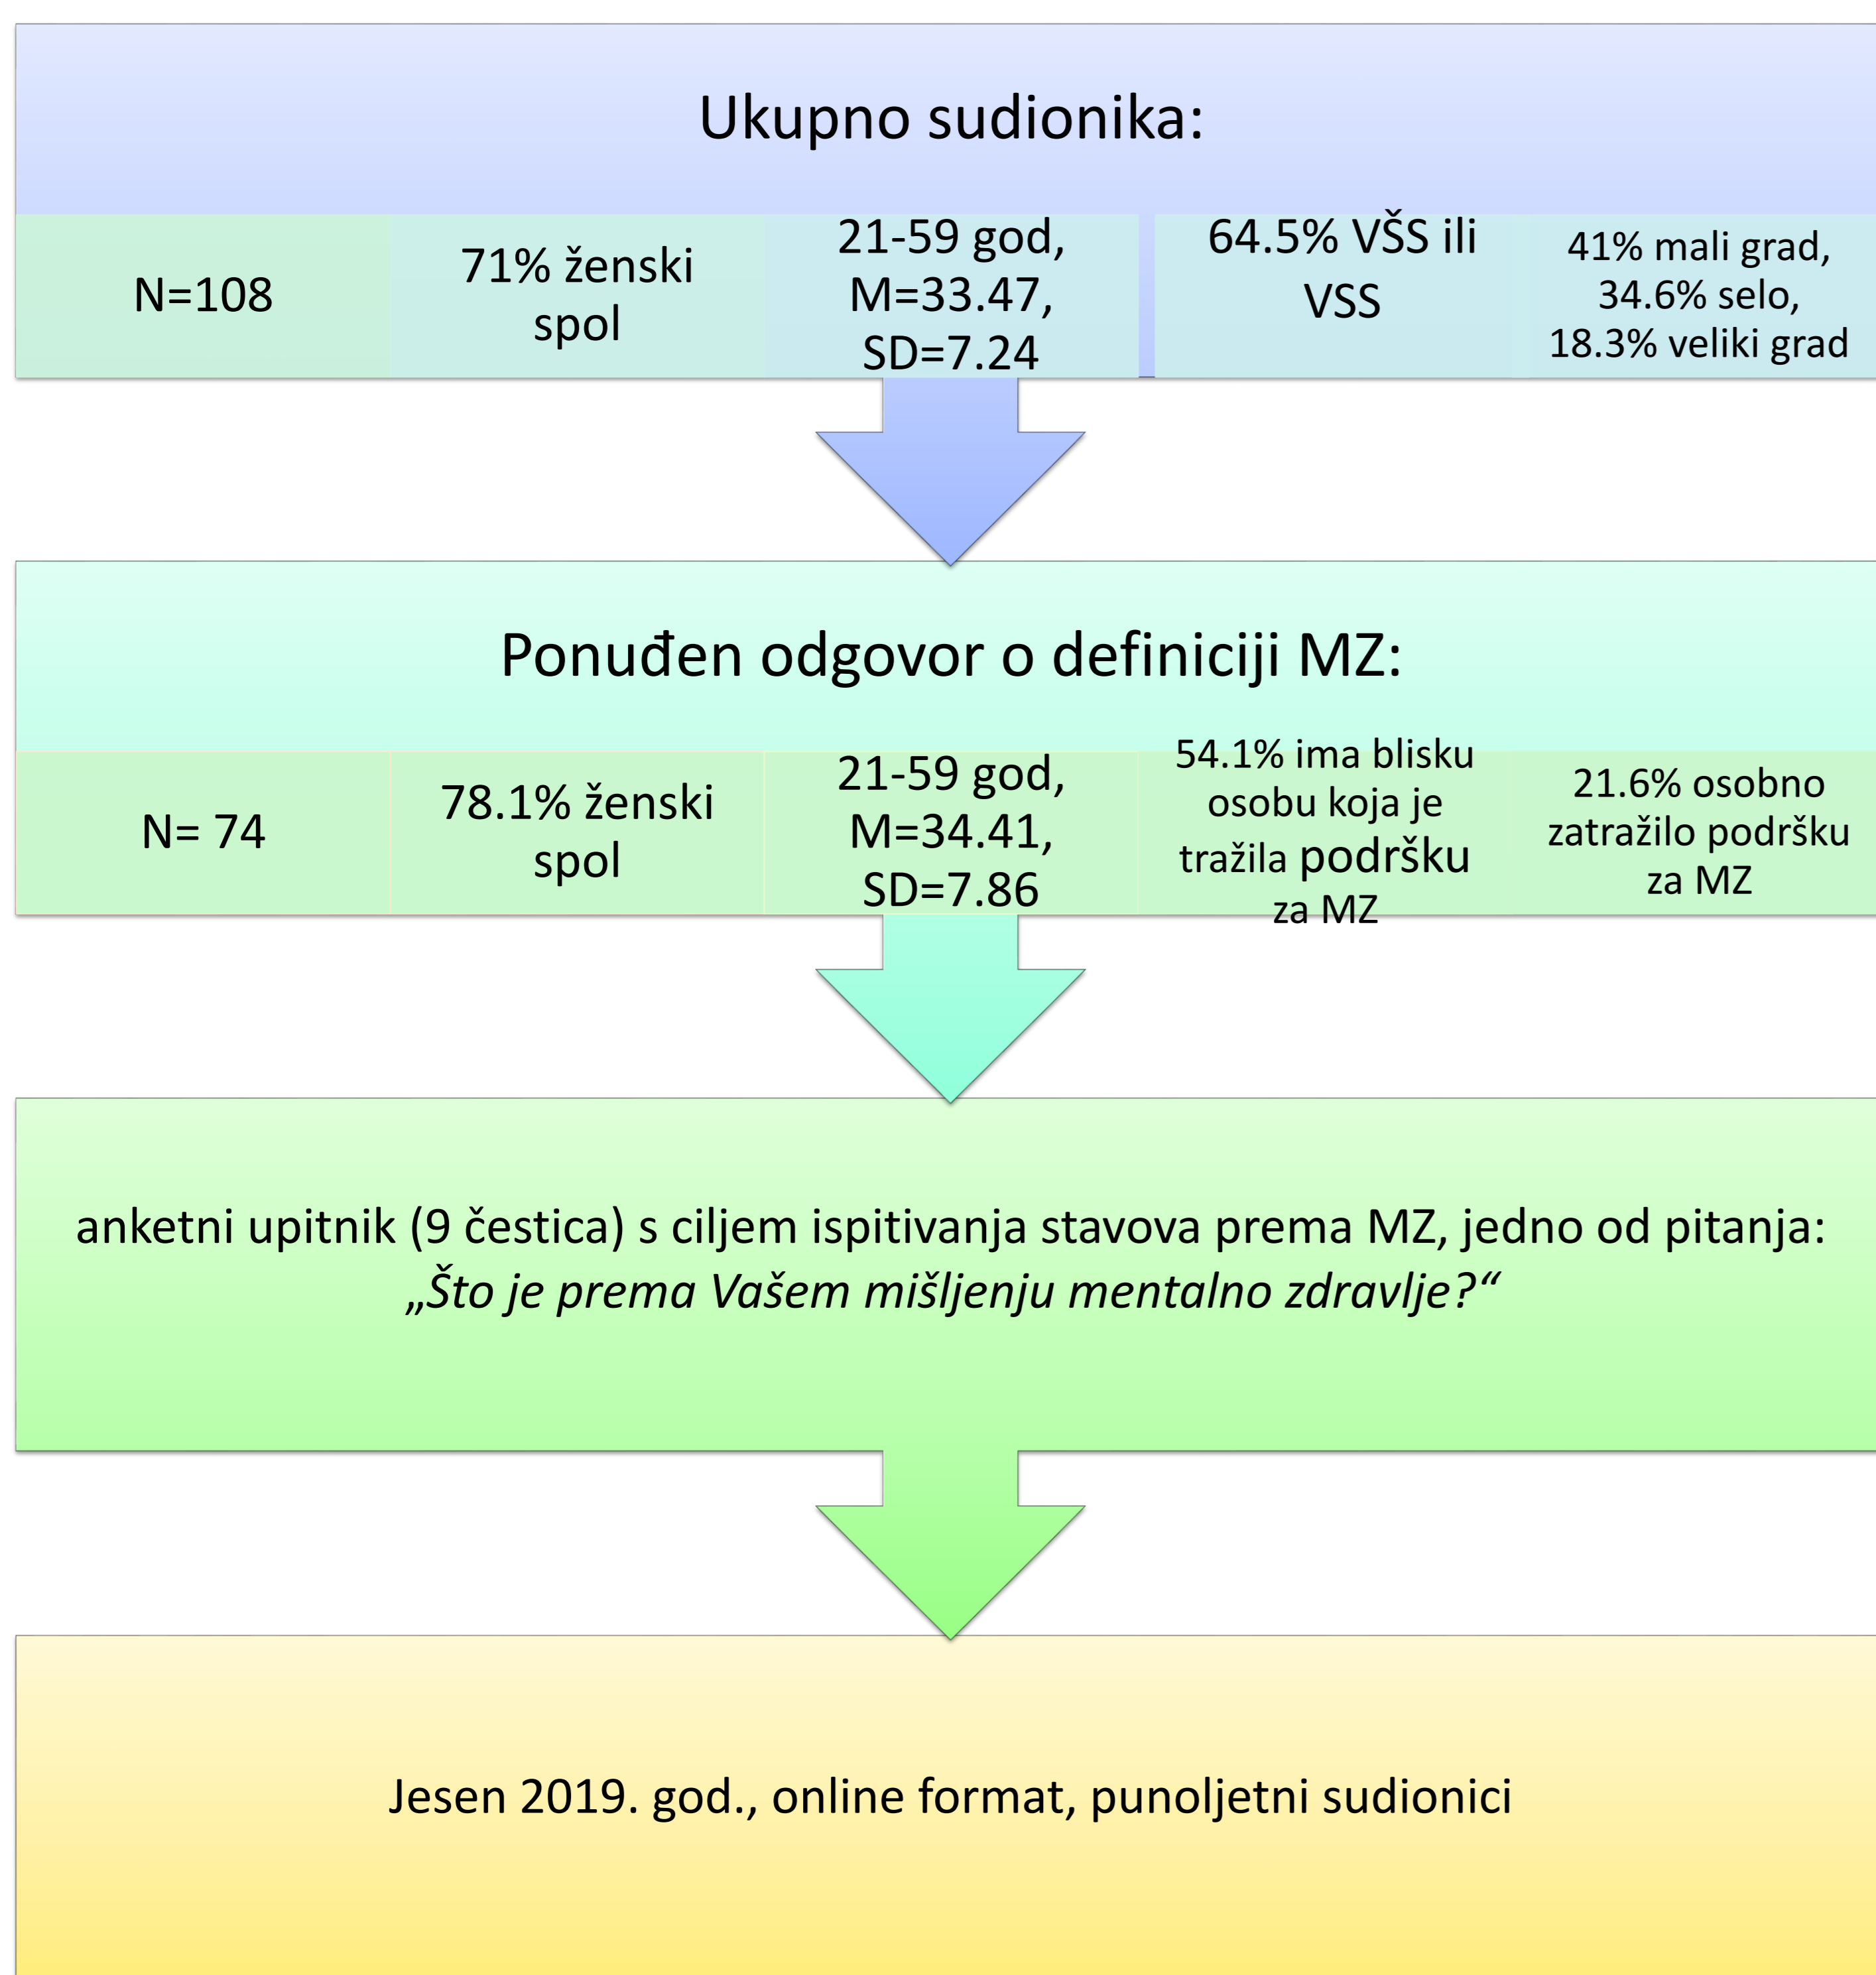 Ukupno sudionika:
N=108
71% ženski
spol
21-59 god,
M=33.47,
SD=7.24
64.5% VŠS ili
VSS
41% mali grad,
34.6% selo,
18.3% veliki grad
Ponuđen odgovor o definiciji MZ:
N= 74
78.1% ženski
spol
21-59 god,
M=34.41,
SD=7.86
54.1% ima blisku
osobu koja je
tražila podršku
za MZ
21.6% osobno
zatražilo podršku
za MZ
anketni upitnik (9 čestica) s ciljem ispitivanja stavova prema MZ, jedno od pitanja:
„Što je prema Vašem mišljenju mentalno zdravlje?“
Jesen 2019. god., online format, punoljetni sudionici